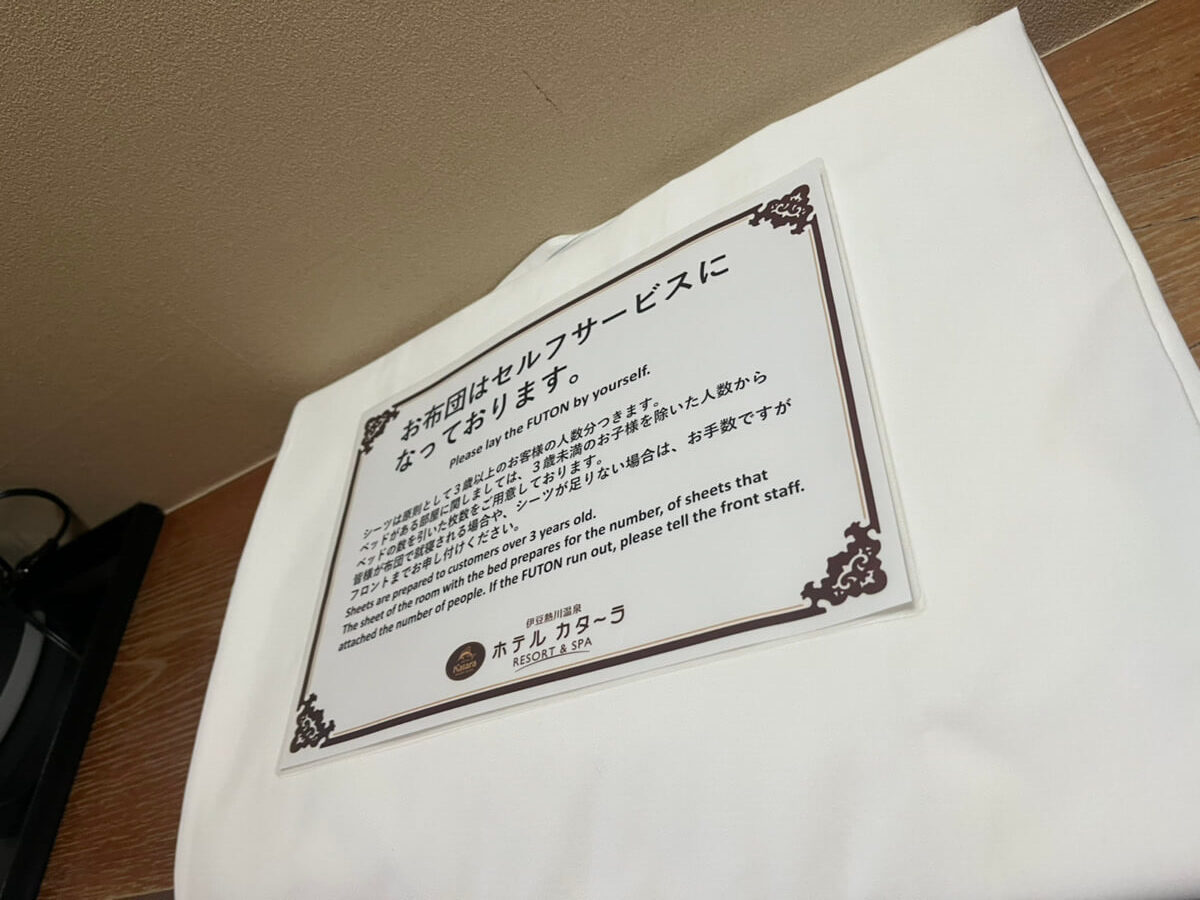 お布団はセルフサービスに
なっております。
Please lay the FUTON by yourself.
シーツは原則として3歳以上のお客様の人数分つきます。
ベッドがある部屋に関しましては、3歳未満のお子様を除いた人数から
ベッドの数を引いた枚数をご用意しております。
皆様が布団で就寝される場合や、シーツが足りない場合は、お手数ですが
フロントまでお申し付けください。
Sheets are prepared to customers over 3 years old.
The sheet of the room with the bed prepares for the number, of sheets that
attached the number of people. If the FUTON run out, please tell the front staff.
伊豆熱川温泉
ホテル カタ〜ラ
RESORT & SPA
Katara